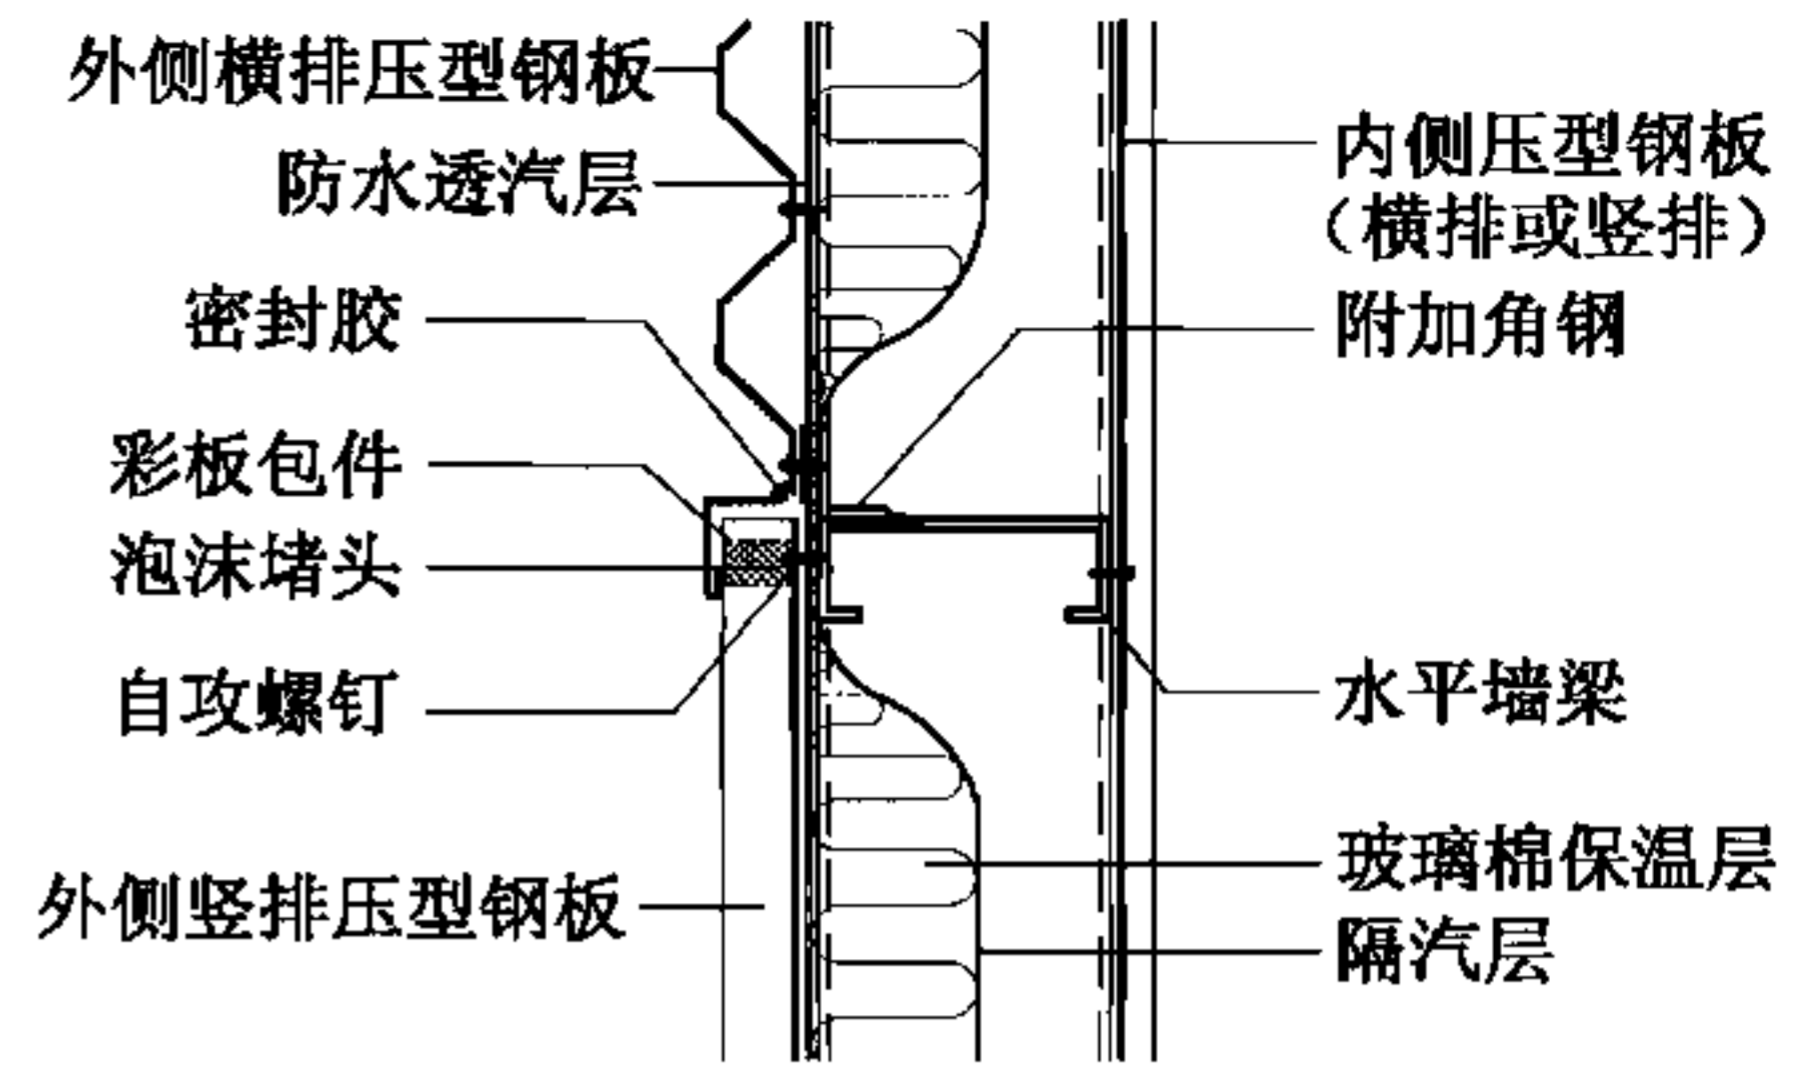 外侧横排压型钢板
防水透汽层
密封胶
彩板包件
泡沫堵头
自攻螺钉
外侧竖排压型钢板
内侧压型钢板
（横排或竖排）
附加角钢
水平墙梁
玻璃棉保温层
隔汽层